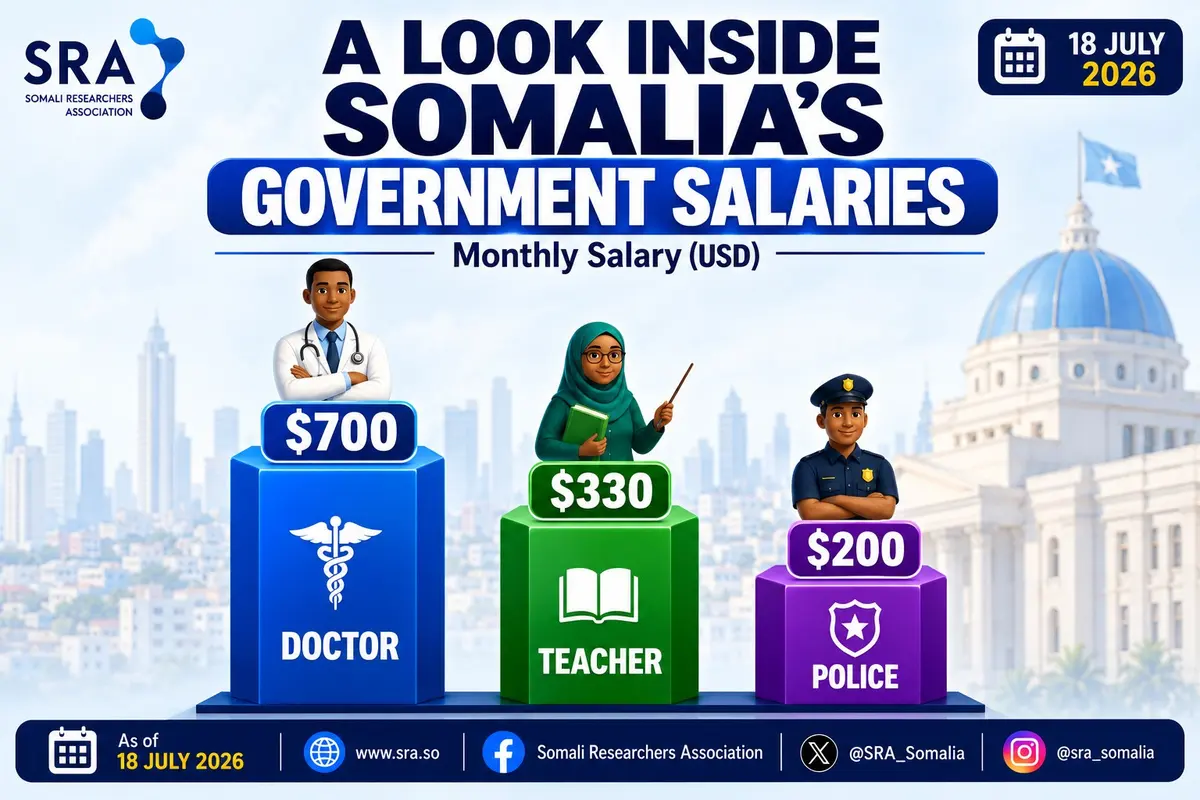 SRA
SOMALI RESEARCHERS
ASSOCIATION
A LOOK INSIDE
SOMALIA'S
GOVERNMENT SALARIES
Monthly Salary (USD)
18 JULY
2026
$700
DOCTOR
$330
TEACHER
$200
POLICE
As of
18 JULY 2026
www.sra.so
Somali Researchers Association
@SRA_Somalia
@sra_somalia